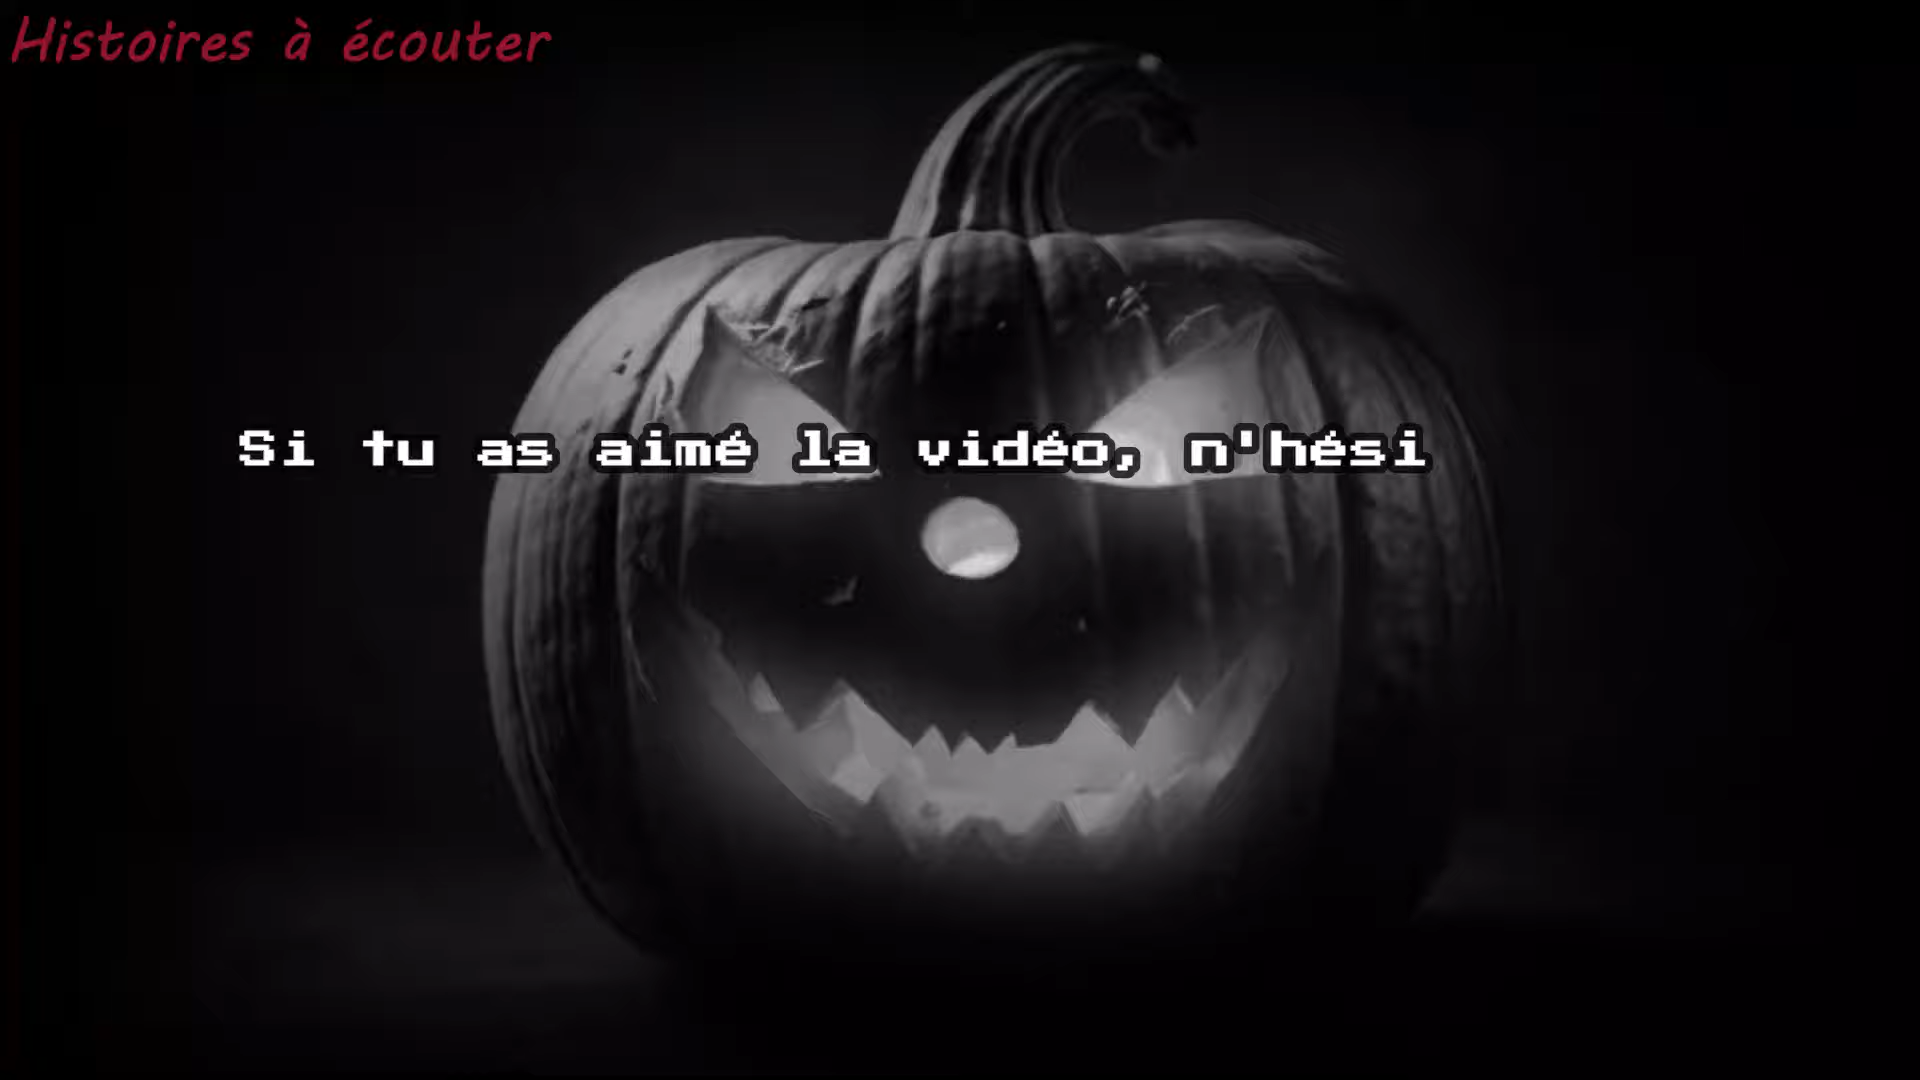 Histoires à écouter
Si tu as aimé la vidéo, n'hési